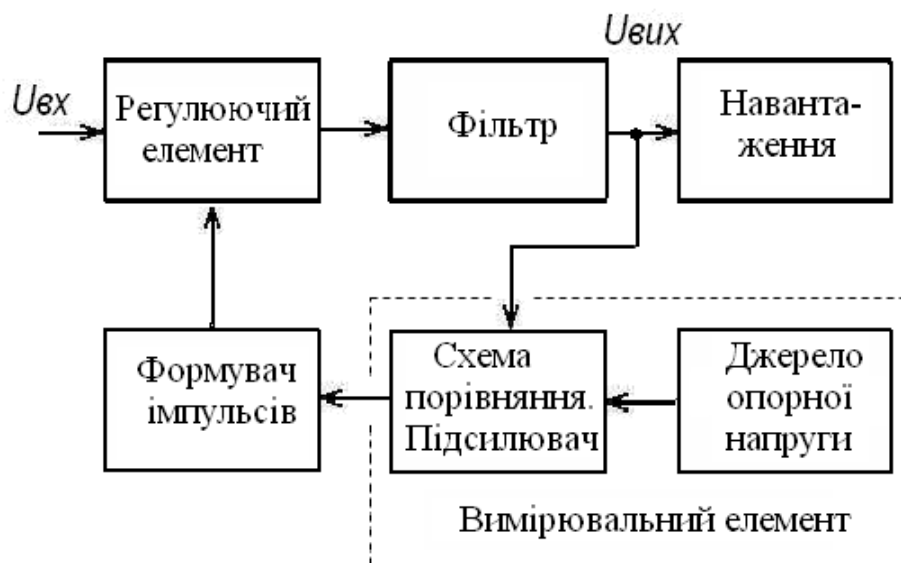 Uвих
Uвх
Регулюючий
елемент
Фільтр
Наванта-
ження
Формувач
імпульсів
Схема
порівняння.
Підсилювач
Джерело
опорної
напруги
Вимірювальний елемент